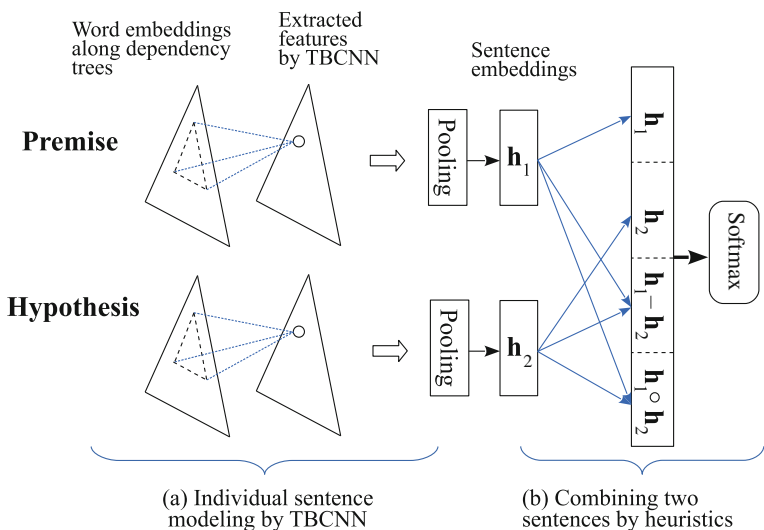 Word embeddings
along dependency
trees
Extracted
features
by TBCNN
Sentence
embeddings
Premise
Pooling
h₁
Hypothesis
Pooling
h₂
h₁
h₂
h₁−h₂
h₁○h₂
Softmax
(a) Individual sentence
modeling by TBCNN
(b) Combining two
sentences by heuristics